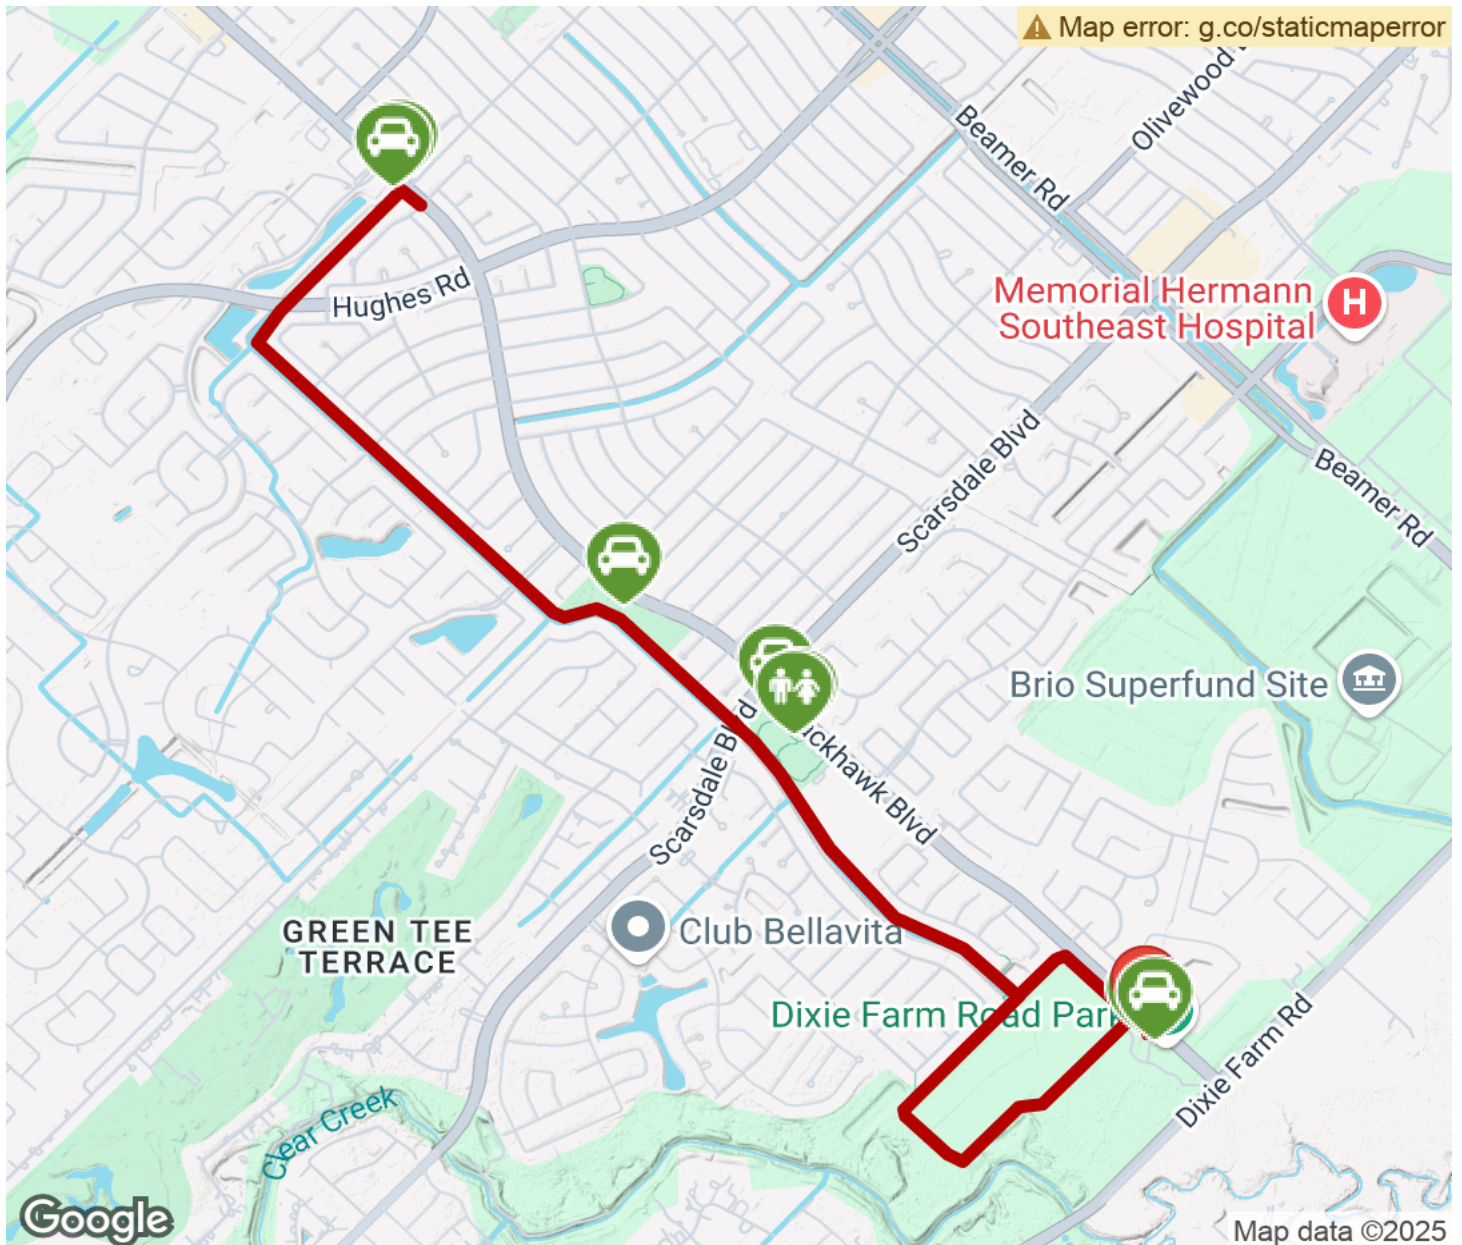 Map error: g.co/staticmaperror
Olivewood
Beamer Rd
Hughes Rd
Memorial Hermann
Southeast Hospital
H
Scarsdale Blvd
Beamer Rd
Brio Superfund Site
Scarsdale Blvd
ckhawk Blvd
Club Bellavita
GREEN TEE
TERRACE
Dixie Farm Road Park
Dixie Farm Rd
Clear Creek
Google
Map data ©2025